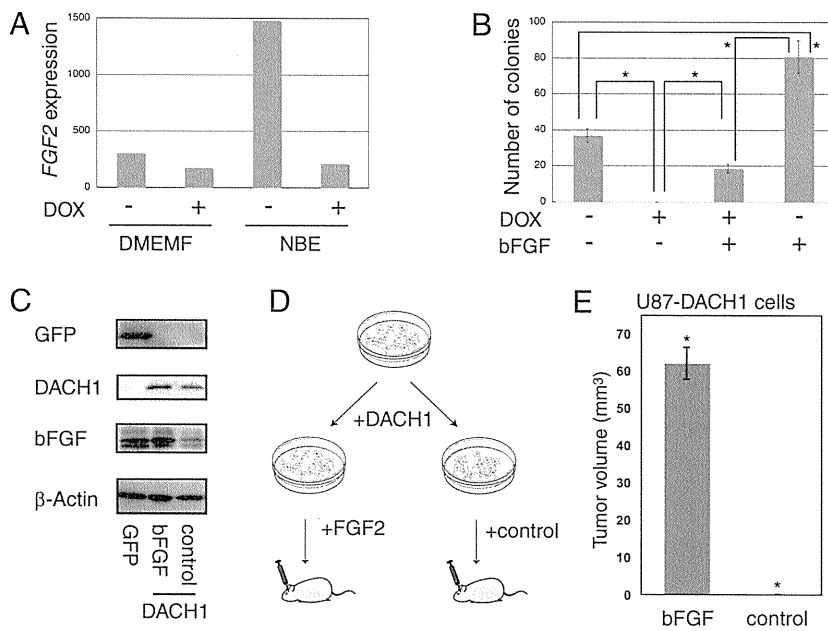 A
FGF2 expression
1500
1000
500
0
DOX
- + - +
DMEMF NBE
B
Number of colonies
100
80
60
40
20
0
* * * *
DOX - + + -
bFGF - - + +
C
GFP
DACH1
bFGF
β-Actin
GFP
bFGF
control
DACH1
D
+DACH1
+FGF2
+control
E
U87-DACH1 cells
Tumor volume (mm³)
70
60
50
40
30
20
10
0
*
*
bFGF control